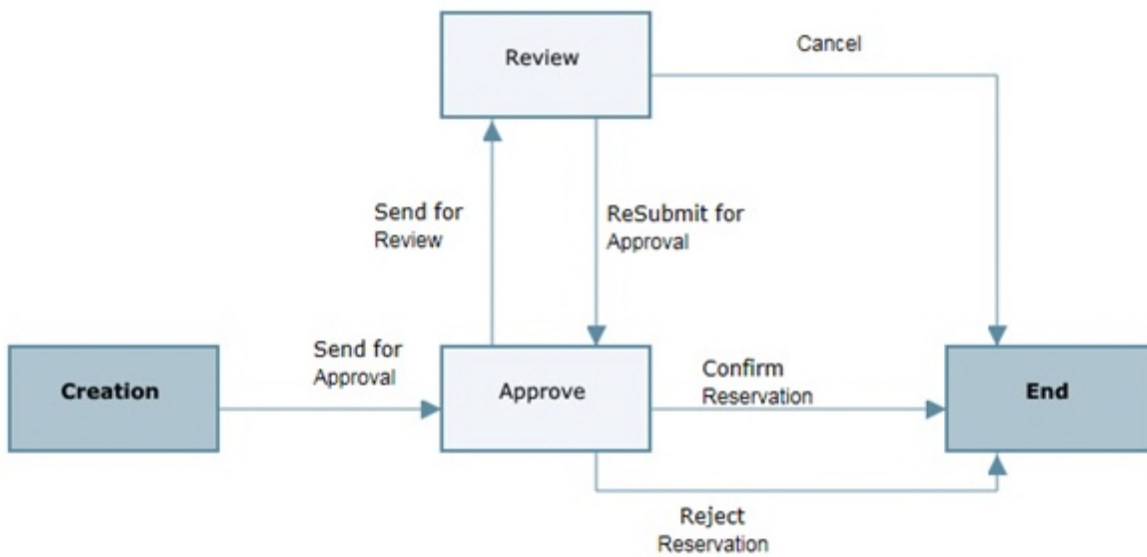 Review
Cancel
Send for
Review
ReSubmit for
Approval
Creation
Send for
Approval
Approve
Confirm
Reservation
End
Reject
Reservation